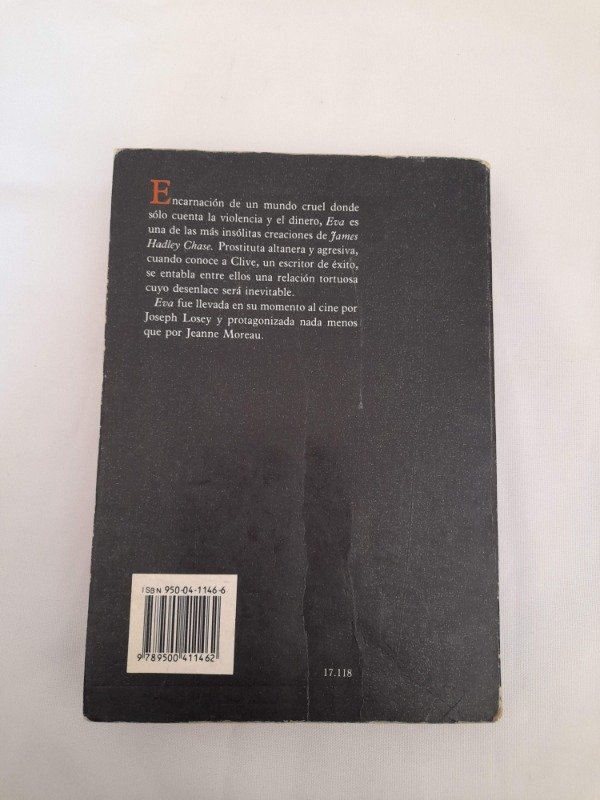 Encarnación de un mundo cruel donde
sólo cuenta la violencia y el dinero, Eva es
una de las más insólitas creaciones de James
Hadley Chase. Prostituta altanera y agresiva,
cuando conoce a Clive, un escritor de éxito,
se entabla entre ellos una relación tortuosa
cuyo desenlace será inevitable.
Eva fue llevada en su momento al cine por
Joseph Losey y protagonizada nada menos
que por Jeanne Moreau.
ISBN 950-04-1146-6
9 789500 411462
17.118